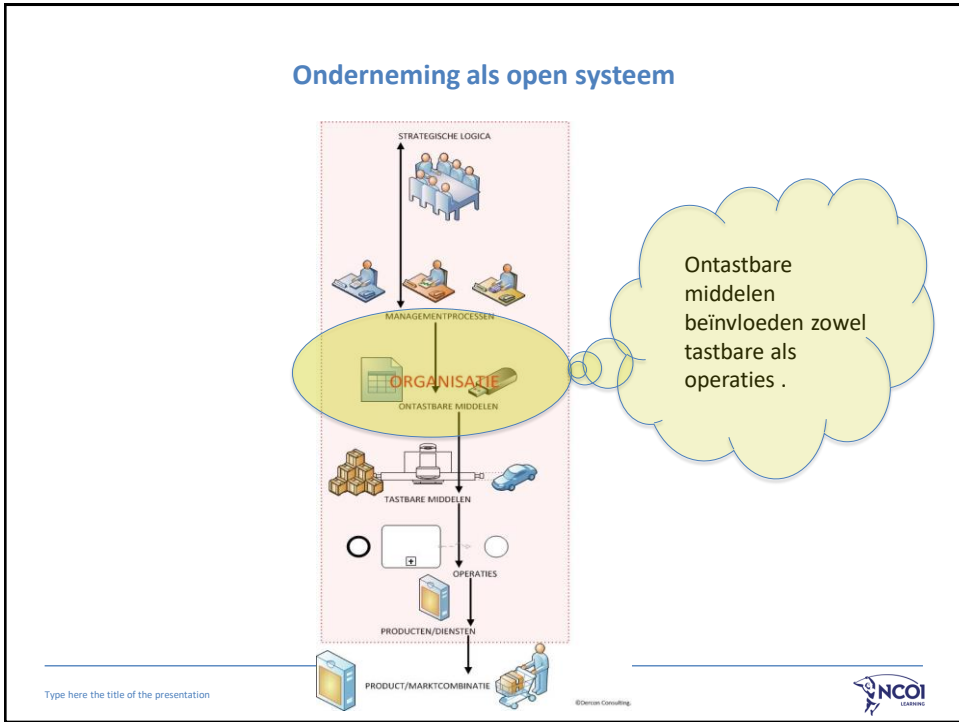 Onderneming als open systeem
STRATEGISCHE LOGICA
MANAGEMENTPROCESSEN
ORGANISATIE
ONTASTBARE MIDDELEN
TASTBARE MIDDELEN
OPERATIES
PRODUCTEN/DIENSTEN
PRODUCT/MARKTCOMBINATIE
©Dercon Consulting.
Ontastbare
middelen
beïnvloeden zowel
tastbare als
operaties .
Type here the title of the presentation
NCOI
LEARNING